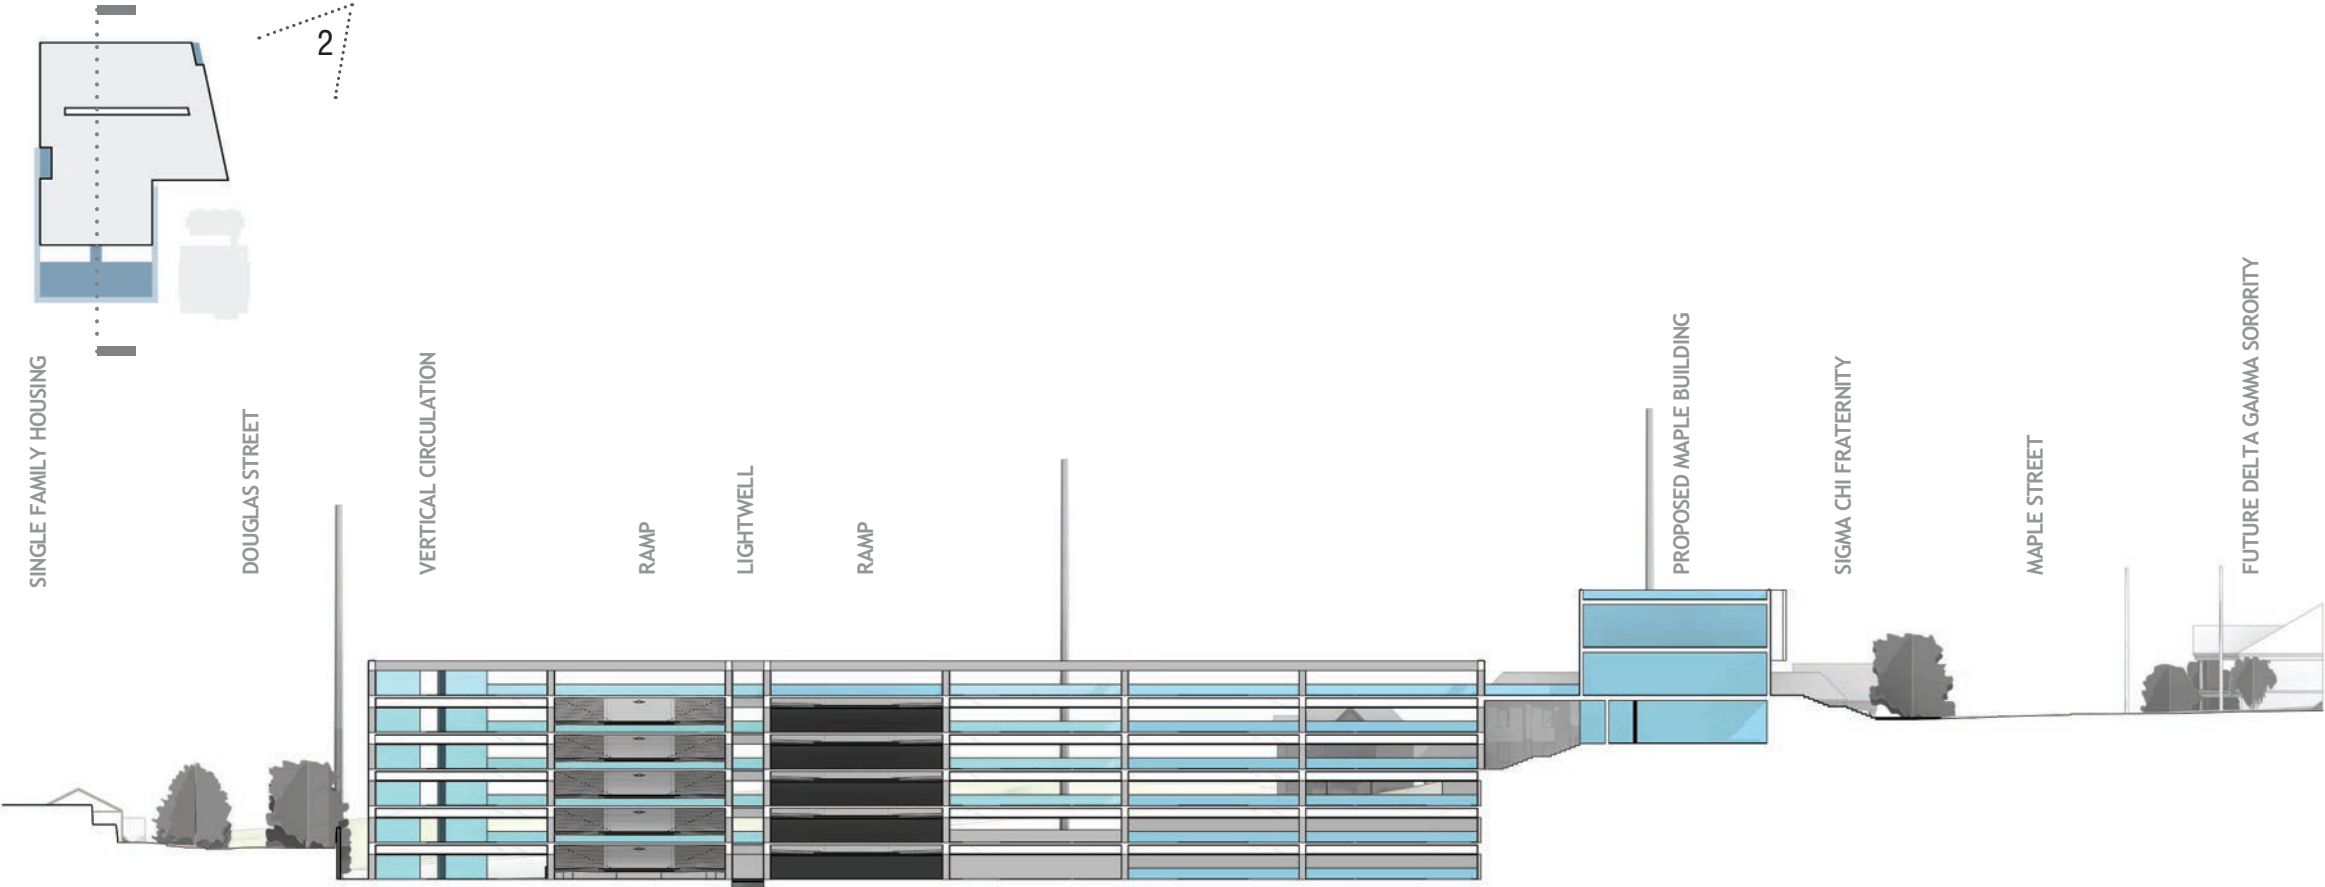 2
SINGLE FAMILY HOUSING
DOUGLAS STREET
VERTICAL CIRCULATION
RAMP
LIGHTWELL
RAMP
PROPOSED MAPLE BUILDING
SIGMA CHI FRATERNITY
MAPLE STREET
FUTURE DELTA GAMMA SORORITY